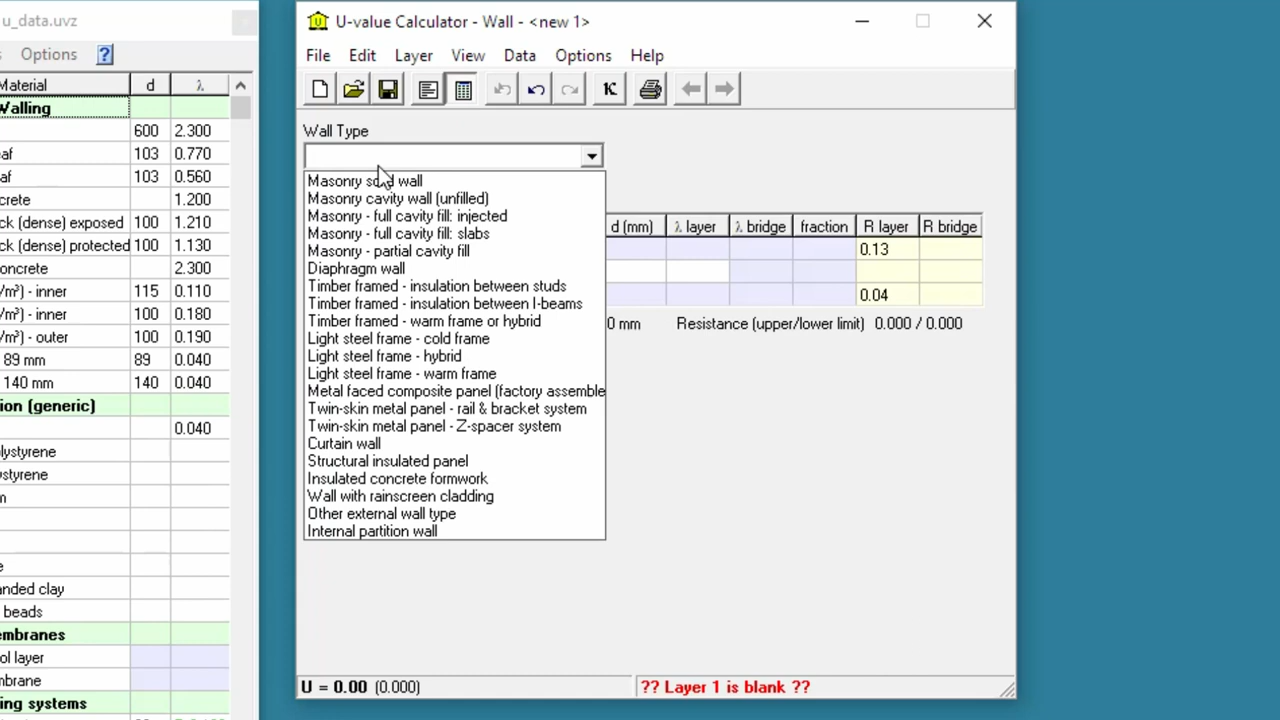 u_data.uvz
s Options ?
Material d λ
Walling
600 2.300
eaf 103 0.770
af 103 0.560
crete 1.200
ck (dense) exposed 100 1.210
ck (dense) protected 100 1.130
concrete 2.300
/m³) - inner 115 0.110
/m³) - inner 100 0.180
/m³) - outer 100 0.190
89 mm 89 0.040
140 mm 140 0.040
ion (generic)
0.040
olystyrene
ystyrene
m
e
anded clay
beads
embranes
ol layer
mbrane
ing systems
U-value Calculator - Wall - <new 1>
File Edit Layer View Data Options Help
K
Wall Type
Masonry solid wall
Masonry cavity wall (unfilled)
Masonry - full cavity fill: injected
Masonry - full cavity fill: slabs
Masonry - partial cavity fill
Diaphragm wall
Timber framed - insulation between studs
Timber framed - insulation between I-beams
Timber framed - warm frame or hybrid
Light steel frame - cold frame
Light steel frame - hybrid
Light steel frame - warm frame
Metal faced composite panel (factory assemble
Twin-skin metal panel - rail & bracket system
Twin-skin metal panel - Z-spacer system
Curtain wall
Structural insulated panel
Insulated concrete formwork
Wall with rainscreen cladding
Other external wall type
Internal partition wall
d (mm) λ layer λ bridge fraction R layer R bridge
0.13
0.04
0 mm Resistance (upper/lower limit) 0.000 / 0.000
U = 0.00 (0.000) ?? Layer 1 is blank ??